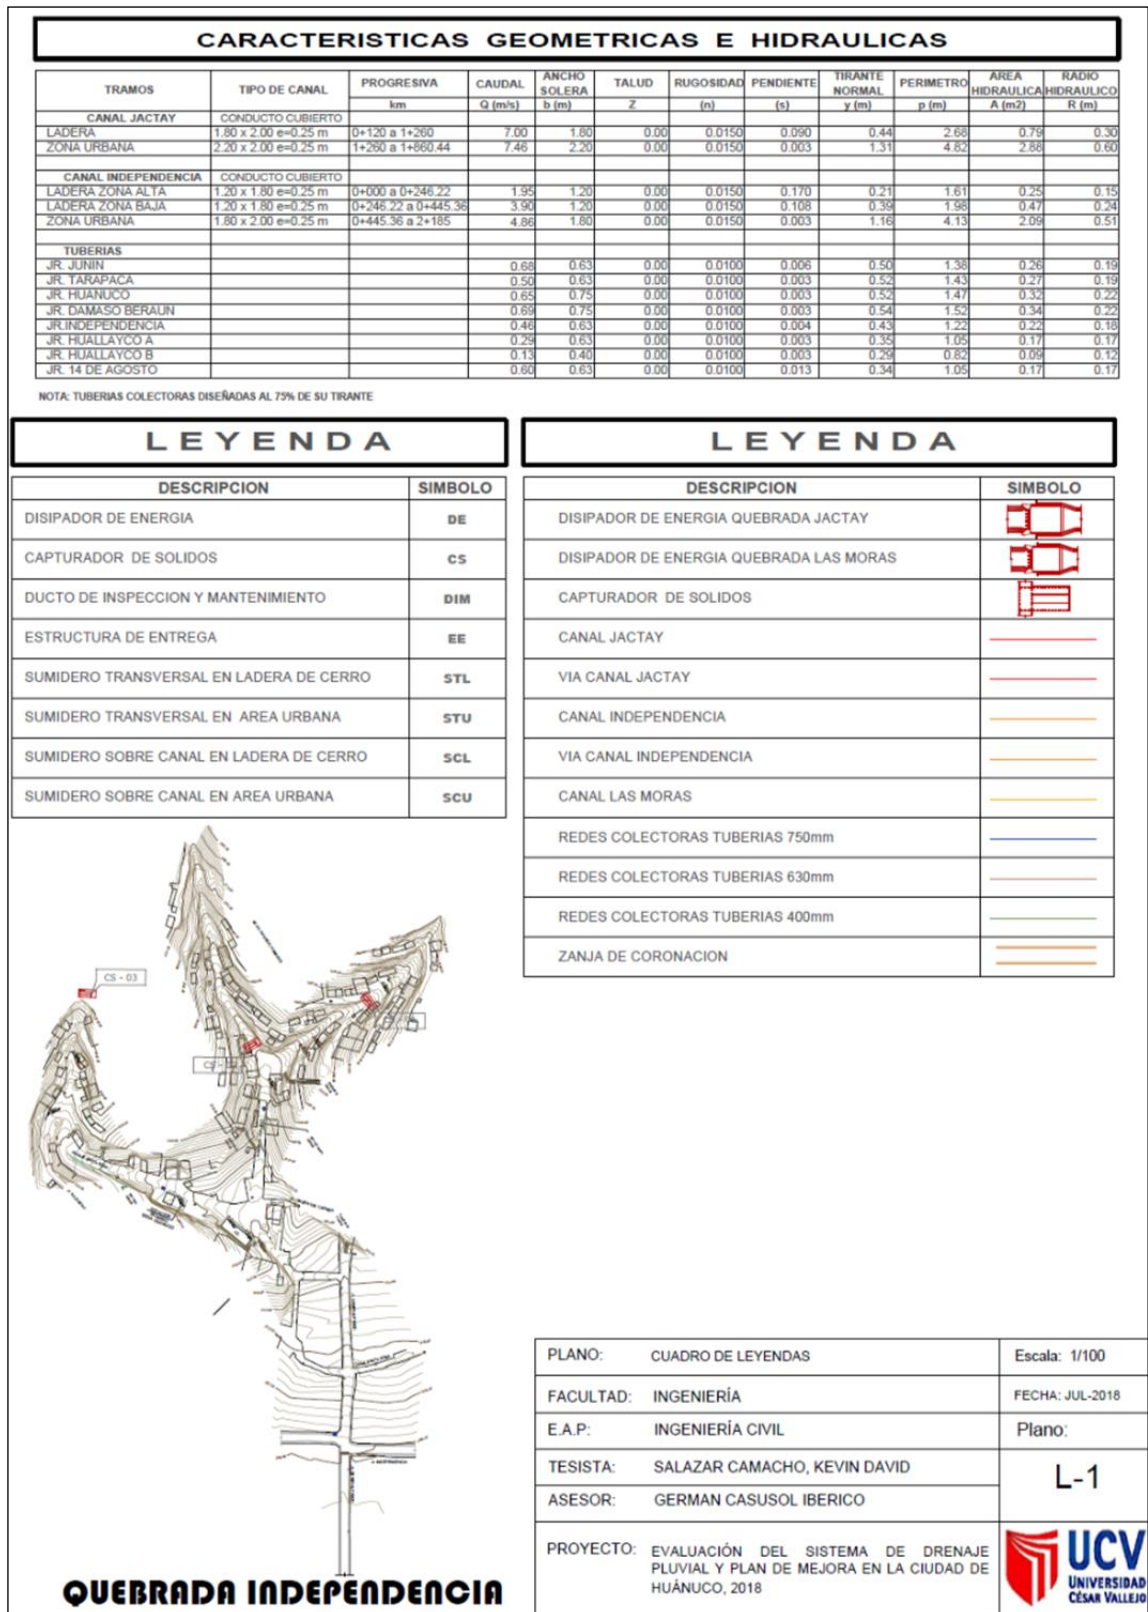 CARACTERISTICAS GEOMETRICAS E HIDRAULICAS
TRAMOS TIPO DE CANAL PROGRESIVA CAUDAL ANCHO SOLERA TALUD RUGOSIDAD PENDIENTE TIRANTE NORMAL PERIMETRO AREA HIDRAULICA RADIO HIDRAULICO
km Q (m/s) b (m) Z (n) (s) y (m) p (m) A (m2) R (m)
CANAL JACTAY CONDUCTO CUBIERTO
LADERA 1.80 x 2.00 e=0.25 m 0+120 a 1+260 7.00 1.80 0.00 0.0150 0.090 0.44 2.68 0.79 0.30
ZONA URBANA 2.20 x 2.00 e=0.25 m 1+260 a 1+860.44 7.46 2.20 0.00 0.0150 0.003 1.31 4.82 2.88 0.60
CANAL INDEPENDENCIA CONDUCTO CUBIERTO
LADERA ZONA ALTA 1.20 x 1.80 e=0.25 m 0+000 a 0+246.22 1.95 1.20 0.00 0.0150 0.170 0.21 1.61 0.25 0.15
LADERA ZONA BAJA 1.20 x 1.80 e=0.25 m 0+246.22 a 0+445.36 3.90 1.20 0.00 0.0150 0.108 0.39 1.98 0.47 0.24
ZONA URBANA 1.80 x 2.00 e=0.25 m 0+445.36 a 2+185 4.86 1.80 0.00 0.0150 0.003 1.16 4.13 2.09 0.51
TUBERIAS
JR. JUNIN 0.68 0.63 0.00 0.0100 0.006 0.50 1.38 0.26 0.19
JR. TARAPACA 0.50 0.63 0.00 0.0100 0.003 0.52 1.43 0.27 0.19
JR. HUANUCO 0.65 0.75 0.00 0.0100 0.003 0.52 1.47 0.32 0.22
JR. DAMASO BERAUN 0.69 0.75 0.00 0.0100 0.003 0.54 1.52 0.34 0.22
JR.INDEPENDENCIA 0.46 0.63 0.00 0.0100 0.004 0.43 1.22 0.22 0.18
JR. HUALLAYCO A 0.29 0.63 0.00 0.0100 0.003 0.35 1.05 0.17 0.17
JR. HUALLAYCO B 0.13 0.40 0.00 0.0100 0.003 0.29 0.82 0.09 0.12
JR. 14 DE AGOSTO 0.60 0.63 0.00 0.0100 0.013 0.34 1.05 0.17 0.17
NOTA: TUBERIAS COLECTORAS DISEÑADAS AL 75% DE SU TIRANTE
LEYENDA
DESCRIPCION SIMBOLO
DISIPADOR DE ENERGIA DE
CAPTURADOR DE SOLIDOS CS
DUCTO DE INSPECCION Y MANTENIMIENTO DIM
ESTRUCTURA DE ENTREGA EE
SUMIDERO TRANSVERSAL EN LADERA DE CERRO STL
SUMIDERO TRANSVERSAL EN AREA URBANA STU
SUMIDERO SOBRE CANAL EN LADERA DE CERRO SCL
SUMIDERO SOBRE CANAL EN AREA URBANA SCU
LEYENDA
DESCRIPCION SIMBOLO
DISIPADOR DE ENERGIA QUEBRADA JACTAY
DISIPADOR DE ENERGIA QUEBRADA LAS MORAS
CAPTURADOR DE SOLIDOS
CANAL JACTAY
VIA CANAL JACTAY
CANAL INDEPENDENCIA
VIA CANAL INDEPENDENCIA
CANAL LAS MORAS
REDES COLECTORAS TUBERIAS 750mm
REDES COLECTORAS TUBERIAS 630mm
REDES COLECTORAS TUBERIAS 400mm
ZANJA DE CORONACION
CS - 03
QUEBRADA INDEPENDENCIA
PLANO: CUADRO DE LEYENDAS Escala: 1/100
FACULTAD: INGENIERÍA FECHA: JUL-2018
E.A.P: INGENIERÍA CIVIL Plano:
TESISTA: SALAZAR CAMACHO, KEVIN DAVID L-1
ASESOR: GERMAN CASUSOL IBERICO
PROYECTO: EVALUACIÓN DEL SISTEMA DE DRENAJE
PLUVIAL Y PLAN DE MEJORA EN LA CIUDAD DE
HUÁNUCO, 2018
UCV
UNIVERSIDAD
CÉSAR VALLEJO